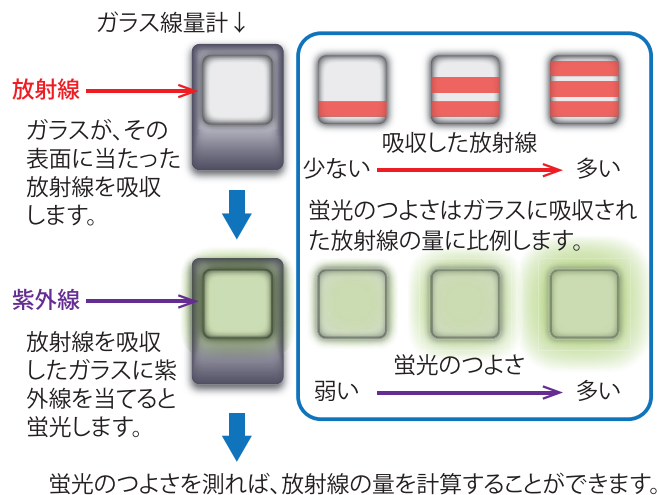 ガラス線量計↓
放射線
ガラスが、その
表面に当たった
放射線を吸収
します。
吸収した放射線
少ない
多い
蛍光のつよさはガラスに吸収され
た放射線の量に比例します。
紫外線
放射線を吸収
したガラスに紫
外線を当てると
蛍光します。
蛍光のつよさ
弱い
多い
蛍光のつよさを測れば、放射線の量を計算することができます。